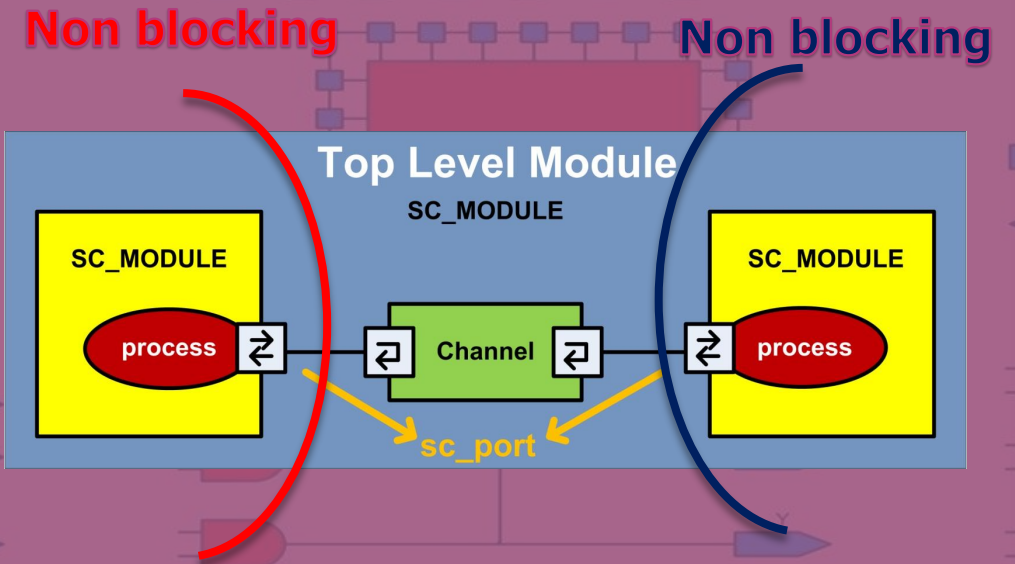 Non blocking
Non blocking
Top Level Module
SC_MODULE
SC_MODULE
SC_MODULE
process
Channel
process
sc_port
Y